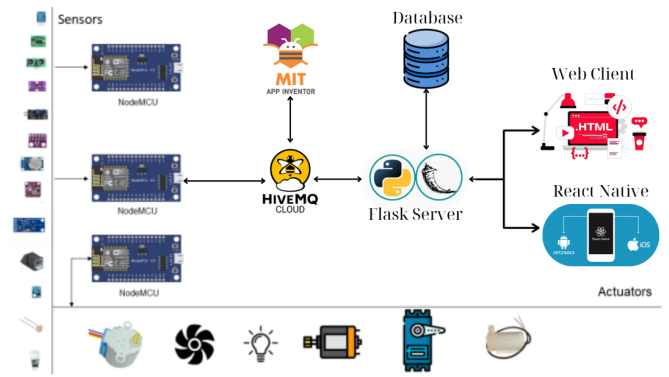 Sensors
Database
MIT
APP INVENTOR
NodeMCU
Web Client
</>
.HTML
{...}
HIVEMQ
CLOUD
Flask Server
NodeMCU
React Native
React Native
ANDROID
iOS
NodeMCU
Actuators